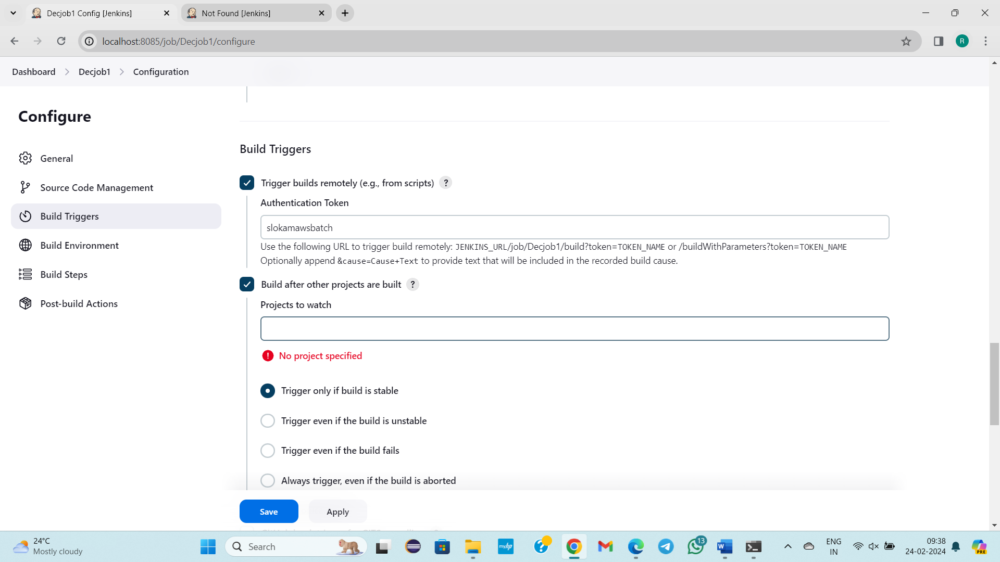 Decjob1 Config [Jenkins]
Not Found [Jenkins]
localhost:8085/job/Decjob1/configure
R
Dashboard
Decjob1
Configuration
Configure
General
Source Code Management
Build Triggers
Build Environment
Build Steps
Post-build Actions
Build Triggers
Trigger builds remotely (e.g., from scripts) ?
Authentication Token
slokamawsbatch
Use the following URL to trigger build remotely: JENKINS_URL/job/Decjob1/build?token=TOKEN_NAME or /buildWithParameters?token=TOKEN_NAME
Optionally append &cause=Cause+Text to provide text that will be included in the recorded build cause.
Build after other projects are built ?
Projects to watch
No project specified
Trigger only if build is stable
Trigger even if the build is unstable
Trigger even if the build fails
Always trigger, even if the build is aborted
Save
Apply
24°C
Mostly cloudy
Search
myhp
13
W
ENG
IN
09:38
24-02-2024
PRE